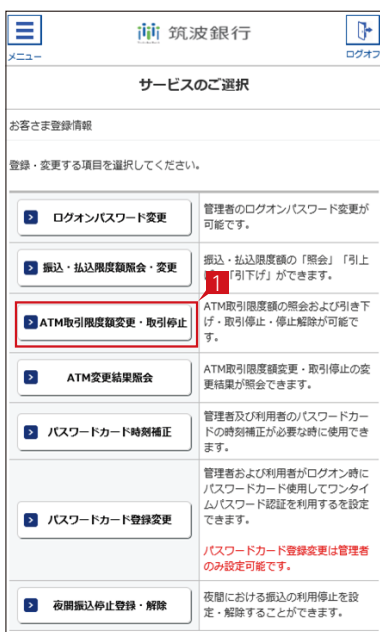 筑波銀行
メニュー
ログオフ
サービスのご選択
お客さま登録情報
登録・変更する項目を選択してください。
ログオンパスワード変更
管理者のログオンパスワード変更が
可能です。
振込・払込限度額照会・変更
振込・払込限度額の「照会」「引上
「引下げ」ができます。
1
ATM取引限度額変更・取引停止
ATM取引限度額の照会および引き下
げ・取引停止・停止解除が可能で
す。
ATM変更結果照会
ATM取引限度額変更・取引停止の変
更結果が照会できます。
パスワードカード時刻補正
管理者及び利用者のパスワードカー
ドの時刻補正が必要な時に使用でき
ます。
パスワードカード登録変更
管理者および利用者がログオン時に
パスワードカード使用してワンタイ
ムパスワード認証を利用するを設定
できます。
パスワードカード登録変更は管理者
のみ設定可能です。
夜間振込停止登録・解除
夜間における振込の利用停止を設
定・解除することができます。